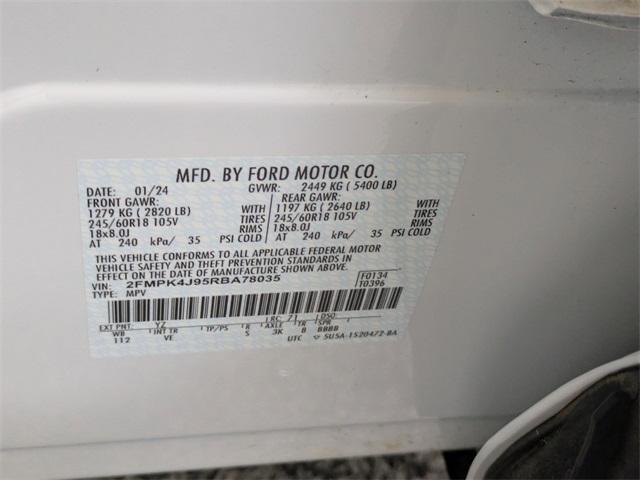 MFD. BY FORD MOTOR CO.
DATE: 01/24 GVWR: 2449 KG ( 5400 LB)
FRONT GAWR: REAR GAWR:
1279 KG ( 2820 LB) WITH 1197 KG ( 2640 LB) WITH
245/60R18 105V TIRES 245/60R18 105V TIRES
18x8.0J RIMS 18x8.0J RIMS
AT 240 kPa/ 35 PSI COLD AT 240 kPa/ 35 PSI COLD
THIS VEHICLE CONFORMS TO ALL APPLICABLE FEDERAL MOTOR
VEHICLE SAFETY AND THEFT PREVENTION STANDARDS IN
EFFECT ON THE DATE OF MANUFACTURE SHOWN ABOVE.
VIN: 2FMPK4J95RBA78035 F0134
TYPE: MPV T0396
EXT PNT: YZ RC: 71 DSO:
WB INT TR TP/PS R AXLE TR SPR
112 VE S 3K 8 BBBB
UTC 5U5A-1520472-BA